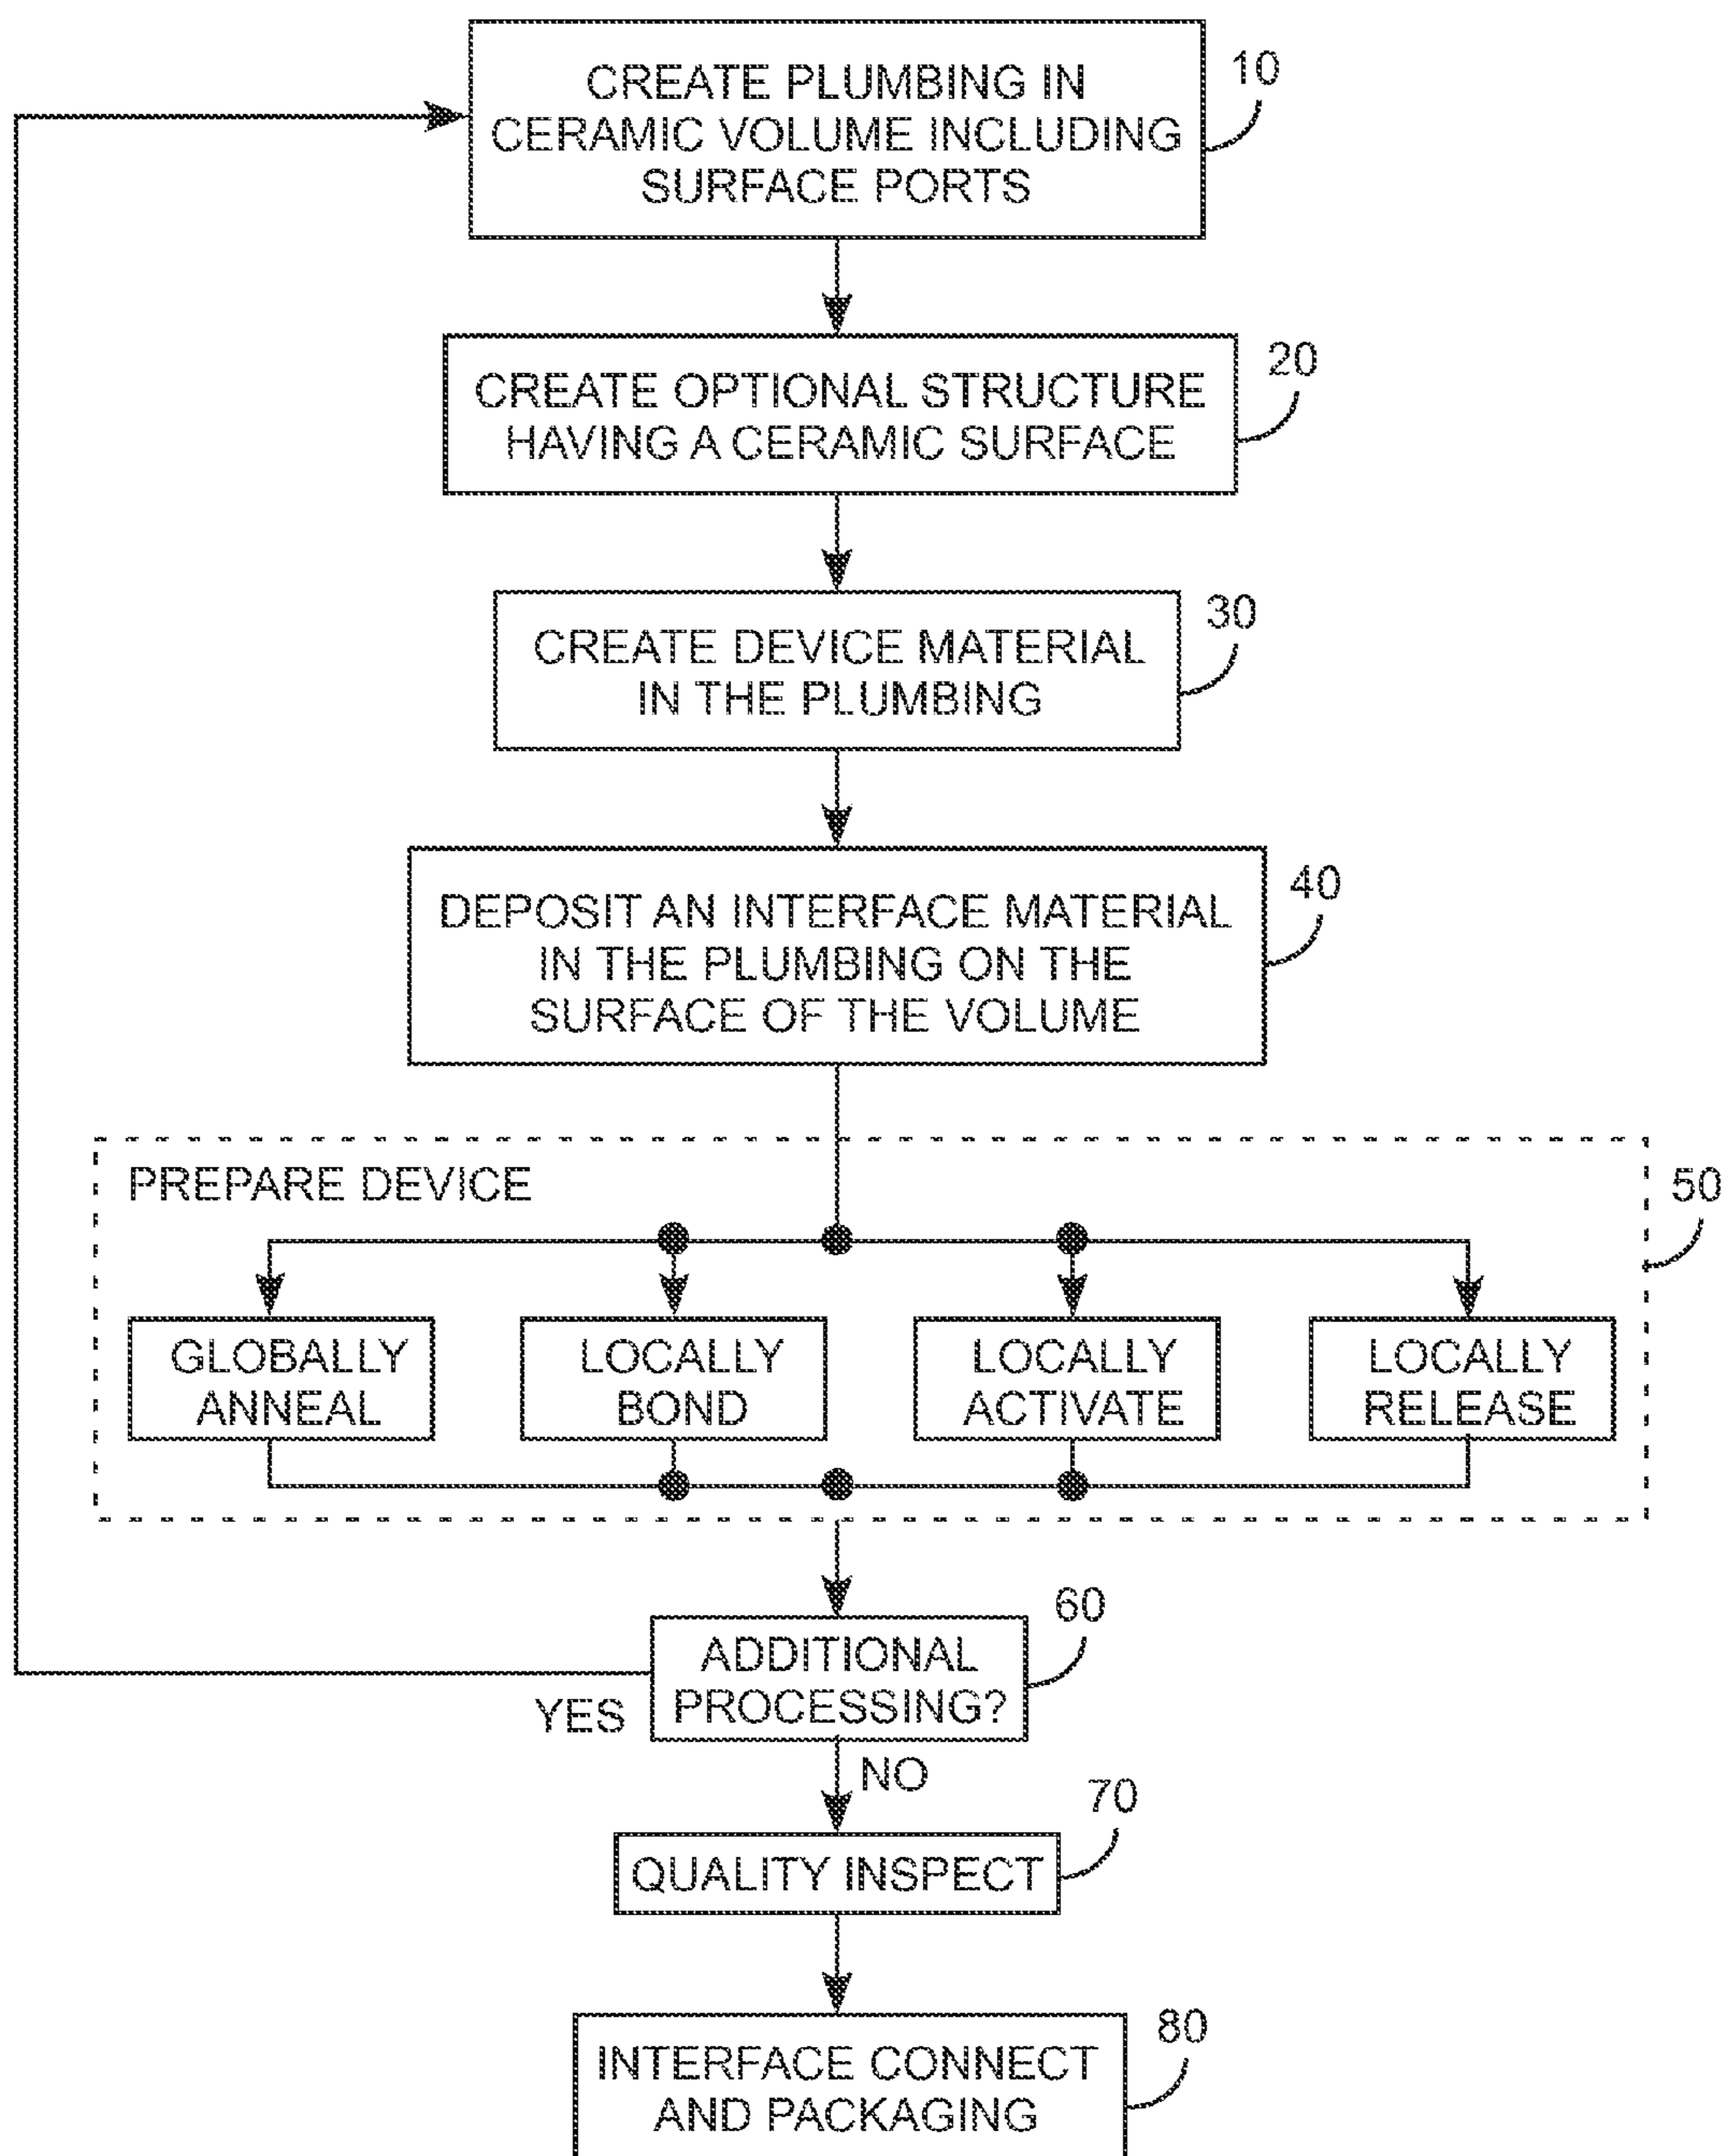 CREATE PLUMBING IN
CERAMIC VOLUME INCLUDING
SURFACE PORTS
10
CREATE OPTIONAL STRUCTURE
HAVING A CERAMIC SURFACE
20
CREATE DEVICE MATERIAL
IN THE PLUMBING
30
DEPOSIT AN INTERFACE MATERIAL
IN THE PLUMBING ON THE
SURFACE OF THE VOLUME
40
PREPARE DEVICE
50
GLOBALLY
ANNEAL
LOCALLY
BOND
LOCALLY
ACTIVATE
LOCALLY
RELEASE
ADDITIONAL
PROCESSING?
60
YES
NO
QUALITY INSPECT
70
INTERFACE CONNECT
AND PACKAGING
80